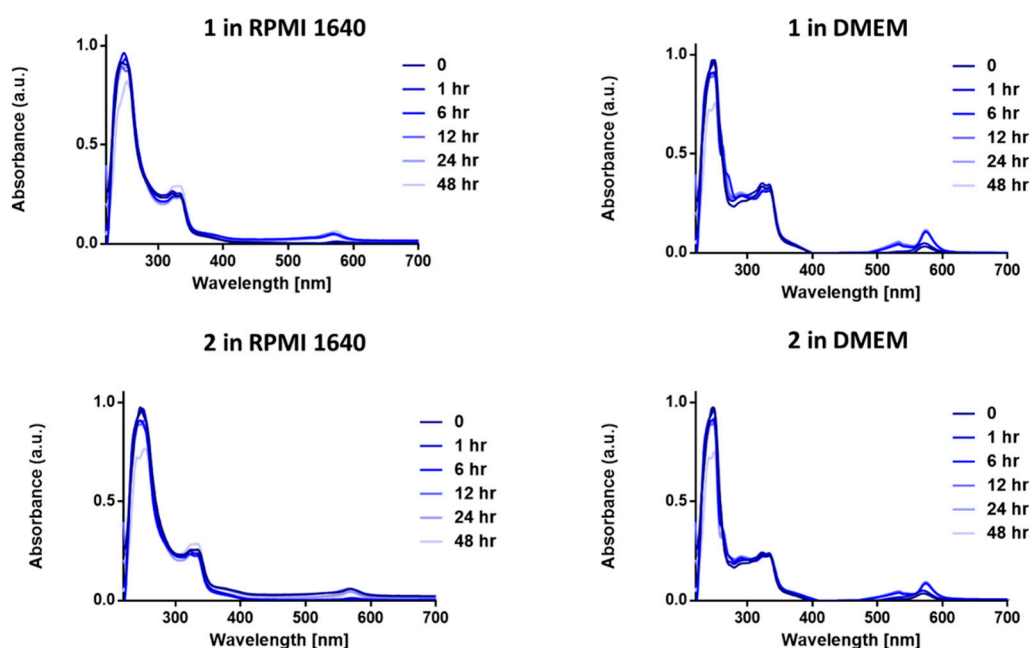 1 in RPMI 1640
Absorbance (a.u.)
1.0
0.5
0.0
300
400
500
600
700
Wavelength [nm]
0
1 hr
6 hr
12 hr
24 hr
48 hr
1 in DMEM
Absorbance (a.u.)
1.0
0.5
0.0
300
400
500
600
700
Wavelength [nm]
0
1 hr
6 hr
12 hr
24 hr
48 hr
2 in RPMI 1640
Absorbance (a.u.)
1.0
0.5
0.0
300
400
500
600
700
Wavelength [nm]
0
1 hr
6 hr
12 hr
24 hr
48 hr
2 in DMEM
Absorbance (a.u.)
1.0
0.5
0.0
300
400
500
600
700
Wavelength [nm]
0
1 hr
6 hr
12 hr
24 hr
48 hr